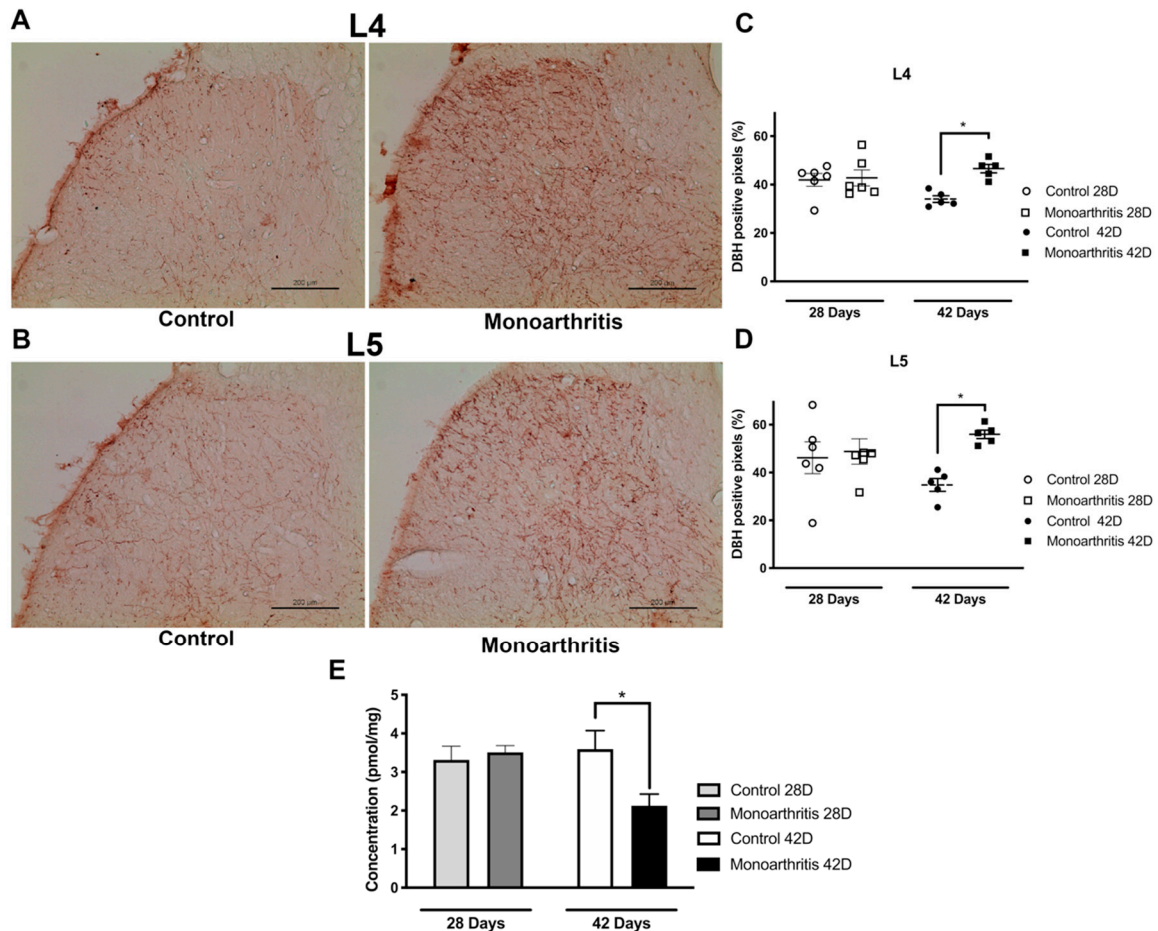 A
L4
200 µm
Control
200 µm
Monoarthritis
B
L5
200 µm
Control
200 µm
Monoarthritis
C
L4
DBH positive pixels (%)
60
40
20
0
*
28 Days
42 Days
Control 28D
Monoarthritis 28D
Control 42D
Monoarthritis 42D
D
L5
DBH positive pixels (%)
60
40
20
0
*
28 Days
42 Days
Control 28D
Monoarthritis 28D
Control 42D
Monoarthritis 42D
E
Concentration (pmol/mg)
5
4
3
2
1
0
*
28 Days
42 Days
Control 28D
Monoarthritis 28D
Control 42D
Monoarthritis 42D